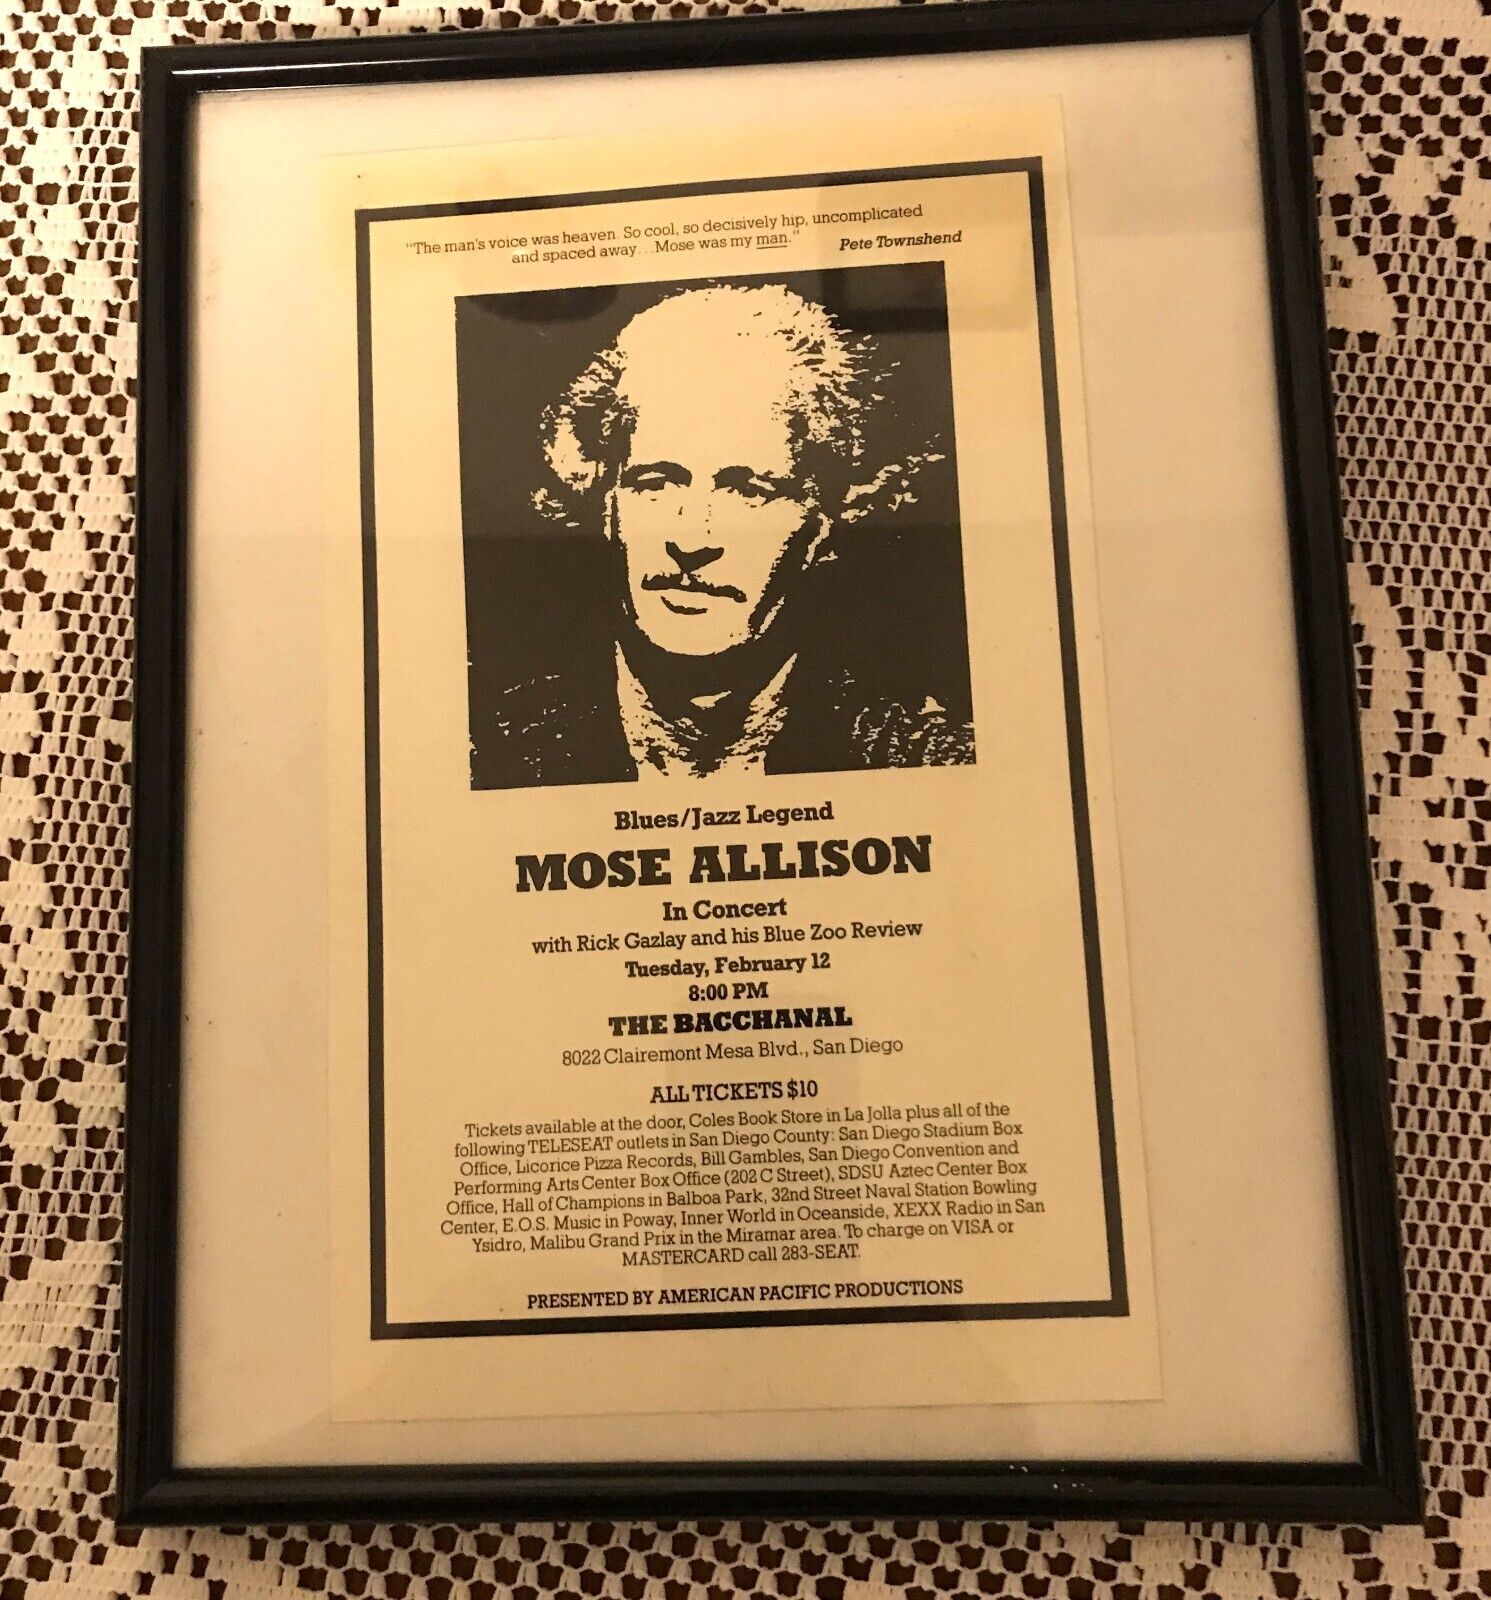 "The man's voice was heaven. So cool, so decisively hip, uncomplicated
and spaced away...Mose was my man."
Pete Townshend
Blues/Jazz Legend
MOSE ALLISON
In Concert
with Rick Gazlay and his Blue Zoo Review
Tuesday, February 12
8:00 PM
THE BACCHANAL
8022 Clairemont Mesa Blvd., San Diego
ALL TICKETS $10
Tickets available at the door, Coles Book Store in La Jolla plus all of the
following TELESEAT outlets in San Diego County: San Diego Stadium Box
Office, Licorice Pizza Records, Bill Gambles, San Diego Convention and
Performing Arts Center Box Office (202 C Street), SDSU Aztec Center Box
Office, Hall of Champions in Balboa Park, 32nd Street Naval Station Bowling
Center, E.O.S. Music in Poway, Inner World in Oceanside, XEXX Radio in San
Ysidro, Malibu Grand Prix in the Miramar area. To charge on VISA or
MASTERCARD call 283-SEAT.
PRESENTED BY AMERICAN PACIFIC PRODUCTIONS